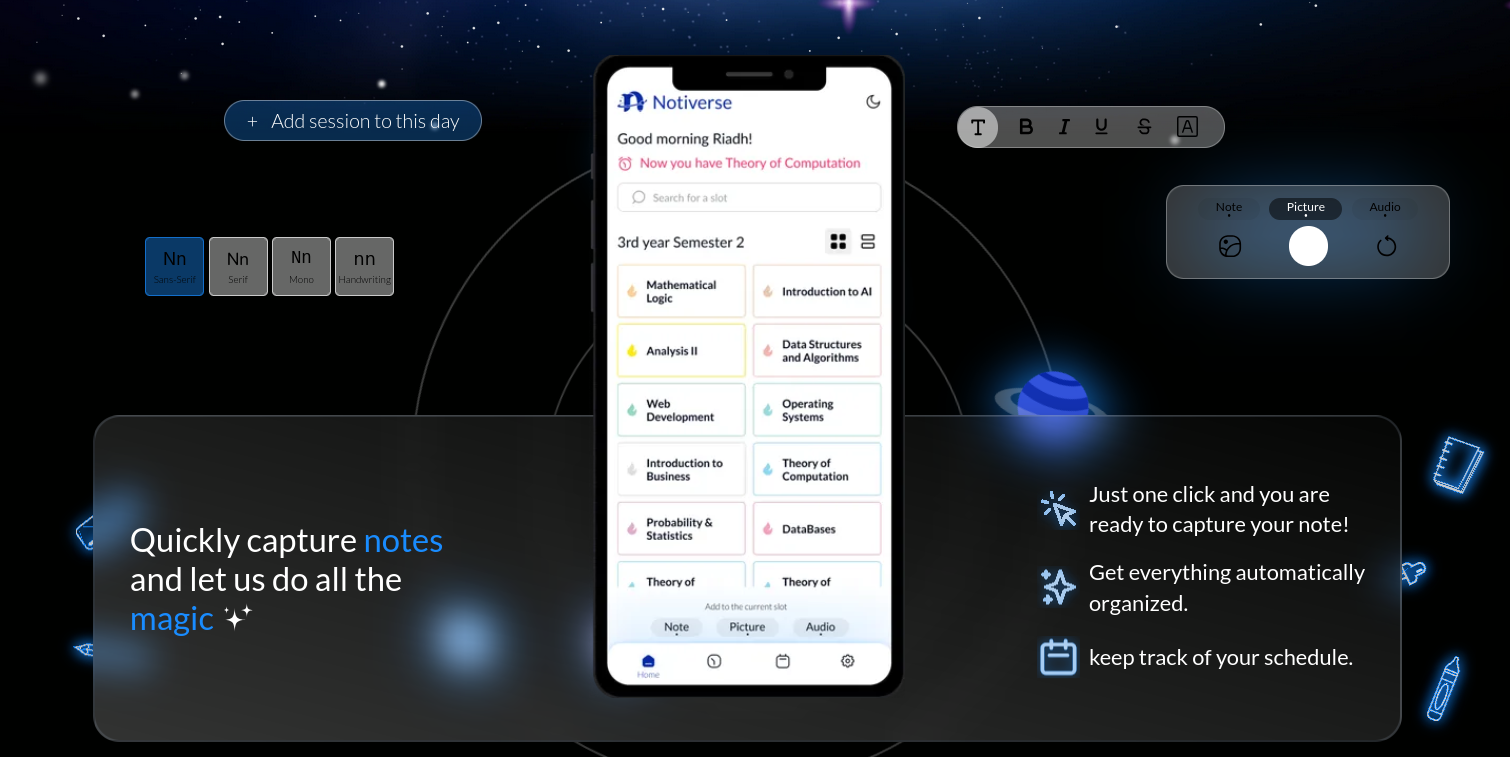 + Add session to this day
Nn
Sans-Serif
Nn
Serif
Nn
Mono
nn
Handwriting
Quickly capture notes
and let us do all the
magic
Notiverse
Good morning Riadh!
Now you have Theory of Computation
Search for a slot
3rd year Semester 2
Mathematical
Logic
Introduction to AI
Analysis II
Data Structures
and Algorithms
Web
Development
Operating
Systems
Introduction to
Business
Theory of
Computation
Probability &
Statistics
DataBases
Theory of
Theory of
Add to the current slot
Note
Picture
Audio
Home
T B I U S A
Note
Picture
Audio
Just one click and you are
ready to capture your note!
Get everything automatically
organized.
keep track of your schedule.